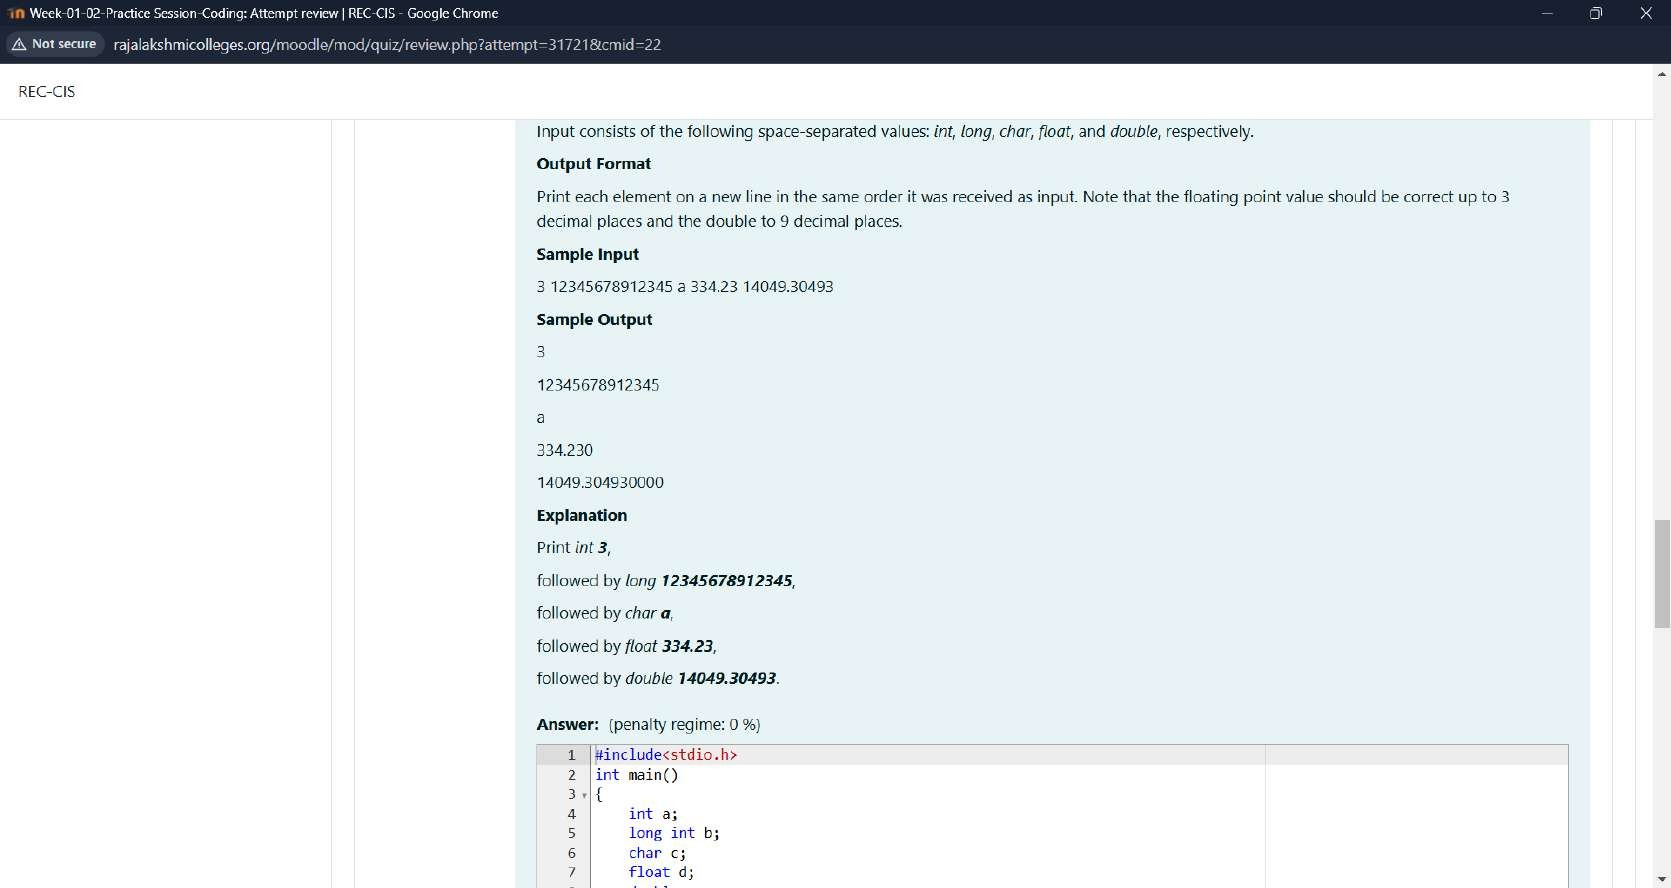 Week-01-02-Practice Session-Coding: Attempt review | REC-CIS - Google Chrome
Not secure rajalakshmicolleges.org/moodle/mod/quiz/review.php?attempt=31721&cmid=22
REC-CIS
Input consists of the following space-separated values: int, long, char, float, and double, respectively.
Output Format
Print each element on a new line in the same order it was received as input. Note that the floating point value should be correct up to 3
decimal places and the double to 9 decimal places.
Sample Input
3 12345678912345 a 334.23 14049.30493
Sample Output
3
12345678912345
a
334.230
14049.304930000
Explanation
Print int 3,
followed by long 12345678912345,
followed by char a,
followed by float 334.23,
followed by double 14049.30493.
Answer: (penalty regime: 0 %)
1 #include<stdio.h>
2 int main()
3 {
4 int a;
5 long int b;
6 char c;
7 float d;